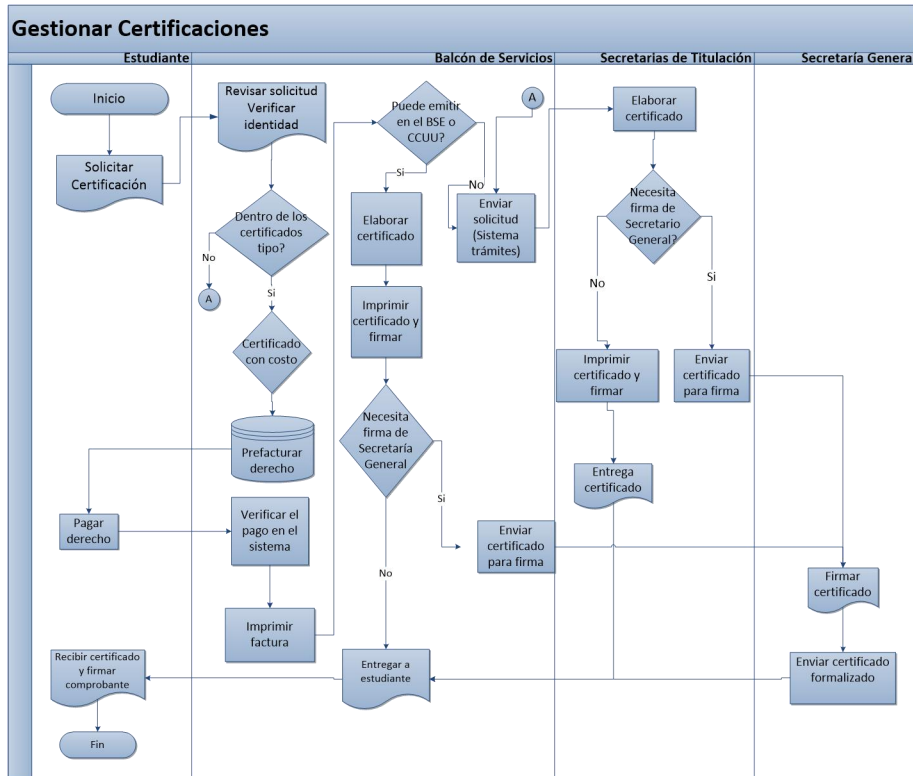 Gestionar Certificaciones
Estudiante
Balcón de Servicios
Secretarias de Titulación
Secretaría General
Inicio
Solicitar
Certificación
Revisar solicitud
Verificar
identidad
Dentro de los
certificados
tipo?
No
A
Si
Certificado
con costo
Prefacturar
derecho
Pagar
derecho
Verificar el
pago en el
sistema
Imprimir
factura
Puede emitir
en el BSE o
CCUU?
Si
No
A
Elaborar
certificado
Enviar
solicitud
(Sistema
trámites)
Imprimir
certificado y
firmar
Necesita
firma de
Secretaría
General
Si
No
Enviar
certificado
para firma
Entregar a
estudiante
Elaborar
certificado
Necesita
firma de
Secretario
General?
No
Si
Imprimir
certificado y
firmar
Enviar
certificado
para firma
Entrega
certificado
Firmar
certificado
Enviar certificado
formalizado
Recibir certificado
y firmar
comprobante
Fin